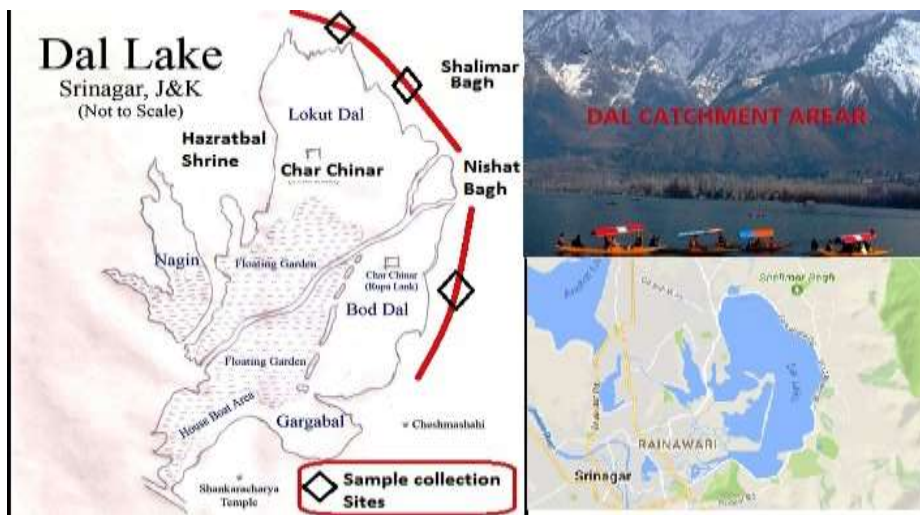 Dal Lake
Srinagar, J&K
(Not to Scale)
Shalimar
Bagh
Lokut Dal
Hazratbal
Shrine
Char Chinar
Nishat
Bagh
Nagin
Floating Garden
Char Chinar
(Rupa Lank)
Bod Dal
Floating Garden
House Boat Area
Gargabal
Cheshmashahi
Shankaracharya
Temple
Sample collection
Sites
DAL CATCHMENT AREAR
Shalimar Bagh
RAINAWARI
Srinagar